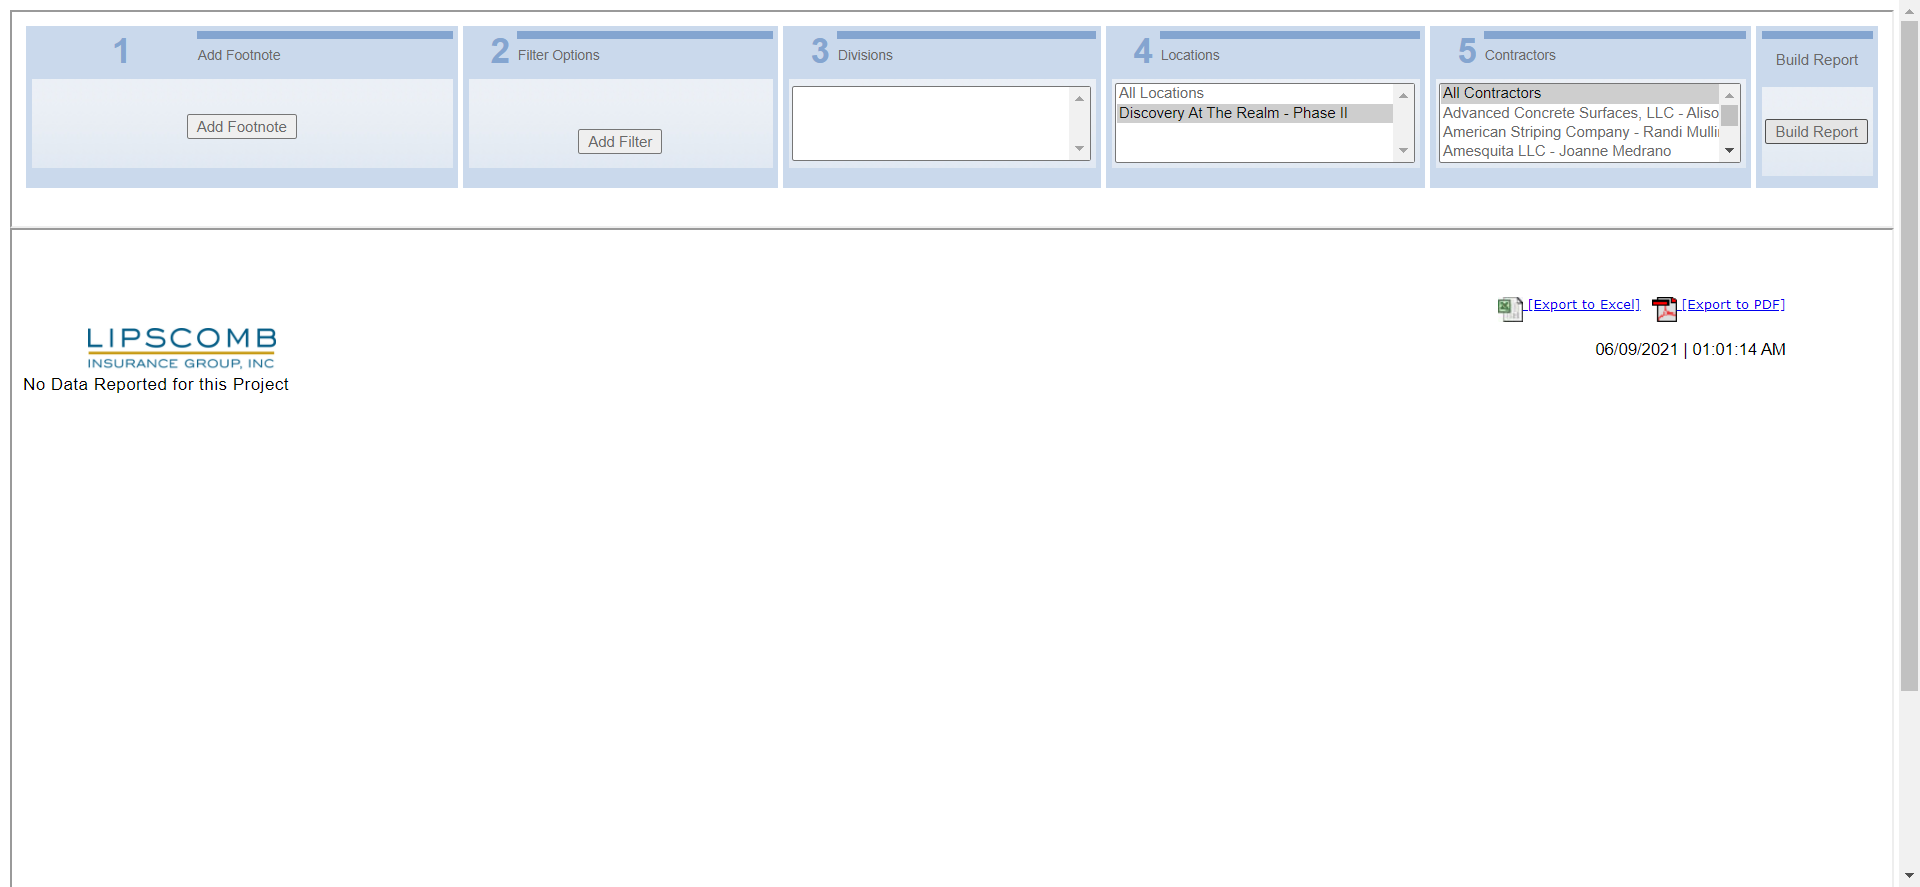 1 Add Footnote
Add Footnote
2 Filter Options
Add Filter
3 Divisions
4 Locations
All Locations
Discovery At The Realm - Phase II
5 Contractors
All Contractors
Advanced Concrete Surfaces, LLC - Aliso
American Striping Company - Randi Mulli
Amesquita LLC - Joanne Medrano
Build Report
Build Report
[Export to Excel] [Export to PDF]
06/09/2021 | 01:01:14 AM
LIPSCOMB
INSURANCE GROUP, INC
No Data Reported for this Project